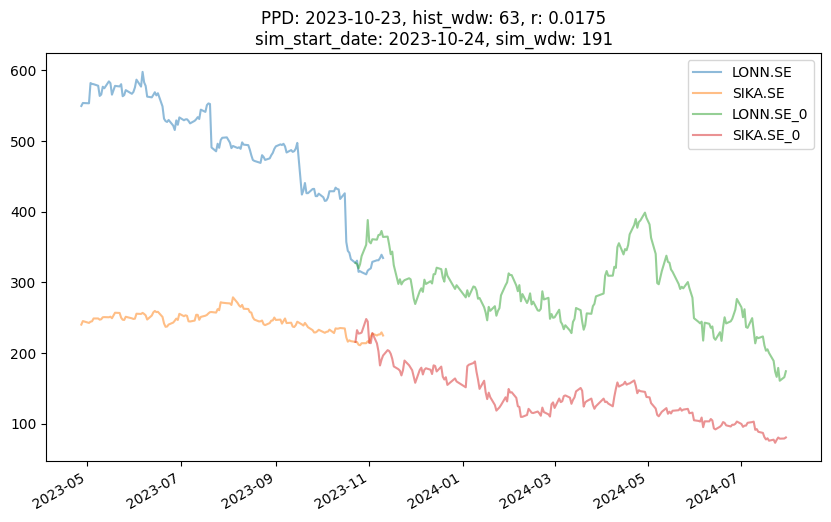 PPD: 2023-10-23, hist_wdw: 63, r: 0.0175
sim_start_date: 2023-10-24, sim_wdw: 191
LONN.SE
SIKA.SE
LONN.SE_0
SIKA.SE_0
600
500
400
300
200
100
2023-05
2023-07
2023-09
2023-11
2024-01
2024-03
2024-05
2024-07